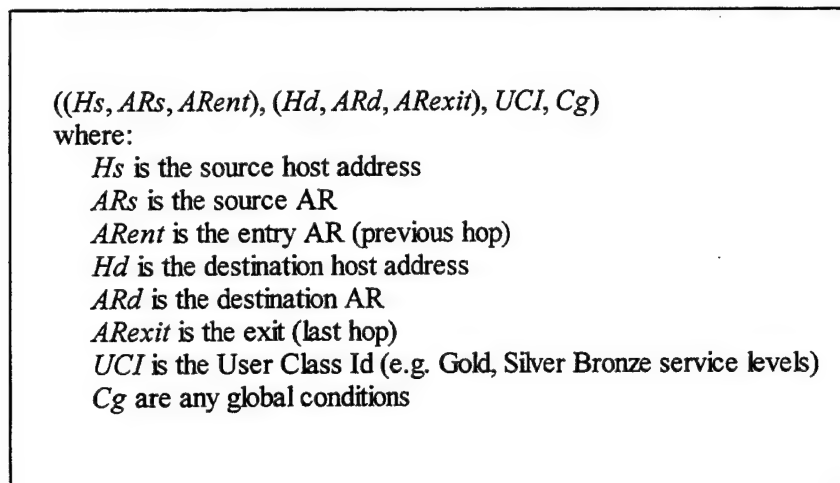 ((Hs, ARs, ARent), (Hd, ARd, ARexit), UCI, Cg)
where:
Hs is the source host address
ARs is the source AR
ARent is the entry AR (previous hop)
Hd is the destination host address
ARd is the destination AR
ARexit is the exit (last hop)
UCI is the User Class Id (e.g. Gold, Silver Bronze service levels)
Cg are any global conditions